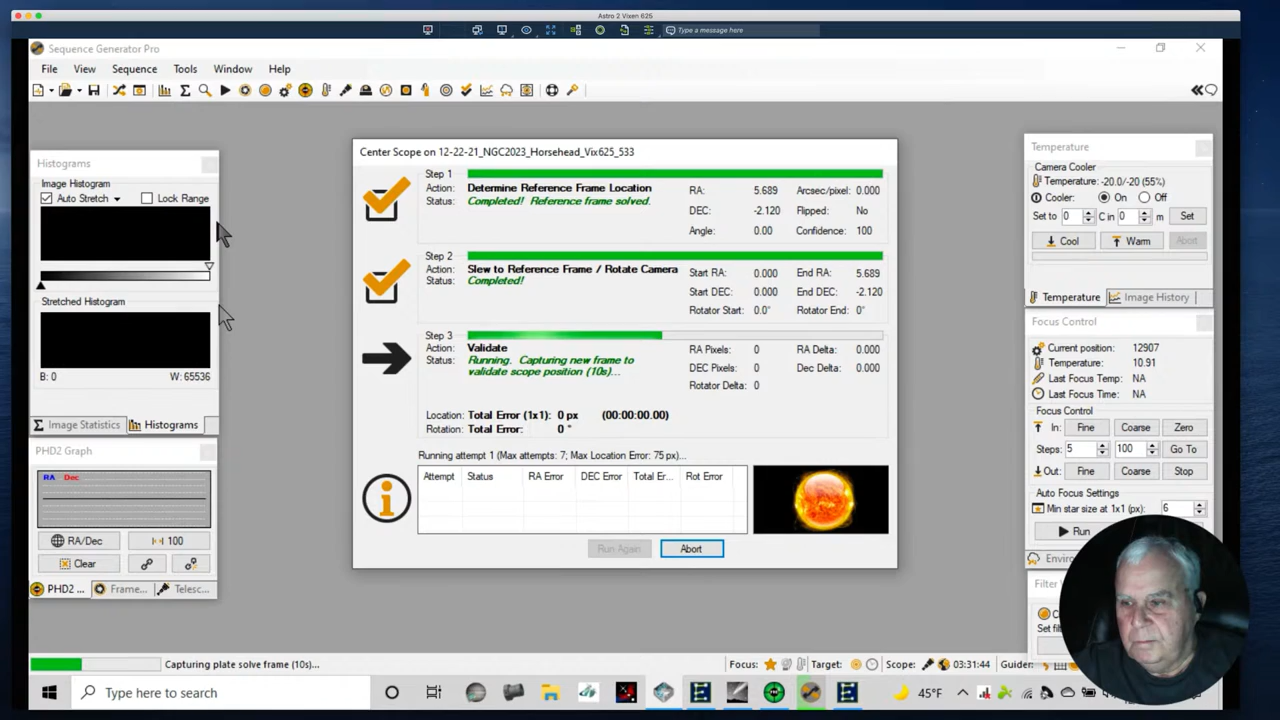 Astro 2 Vixen 625
Type a message here
Sequence Generator Pro
File View Sequence Tools Window Help
Histograms
Image Histogram
Auto Stretch Lock Range
Stretched Histogram
B: 0 W: 65536
Image Statistics Histograms
PHD2 Graph
RA Dec
RA/Dec 100
Clear
PHD2 ... Frame... Telesc...
Center Scope on 12-22-21_NGC2023_Horsehead_Vix625_533
Step 1
Action: Determine Reference Frame Location
Status: Completed! Reference frame solved.
RA: 5.689 Arcsec/pixel: 0.000
DEC: -2.120 Flipped: No
Angle: 0.00 Confidence: 100
Step 2
Action: Slew to Reference Frame / Rotate Camera
Status: Completed!
Start RA: 0.000 End RA: 5.689
Start DEC: 0.000 End DEC: -2.120
Rotator Start: 0.0° Rotator End: 0°
Step 3
Action: Validate
Status: Running. Capturing new frame to
validate scope position (10s)...
RA Pixels: 0 RA Delta: 0.000
DEC Pixels: 0 Dec Delta: 0.000
Rotator Delta: 0
Location: Total Error (1x1): 0 px (00:00:00.00)
Rotation: Total Error: 0 °
Running attempt 1 (Max attempts: 7; Max Location Error: 75 px)...
Attempt Status RA Error DEC Error Total Er... Rot Error
Run Again Abort
Temperature
Camera Cooler
Temperature: -20.0/-20 (55%)
Cooler: On Off
Set to 0 C in 0 m Set
Cool Warm Abort
Temperature Image History
Focus Control
Current position: 12907
Temperature: 10.91
Last Focus Temp: NA
Last Focus Time: NA
Focus Control
In: Fine Coarse Zero
Steps: 5 100 Go To
Out: Fine Coarse Stop
Auto Focus Settings
Min star size at 1x1 (px): 6
Run
Filter
Set
Capturing plate solve frame (10s)...
Focus: Target: Scope: 03:31:44 Guider:
Type here to search
45°F